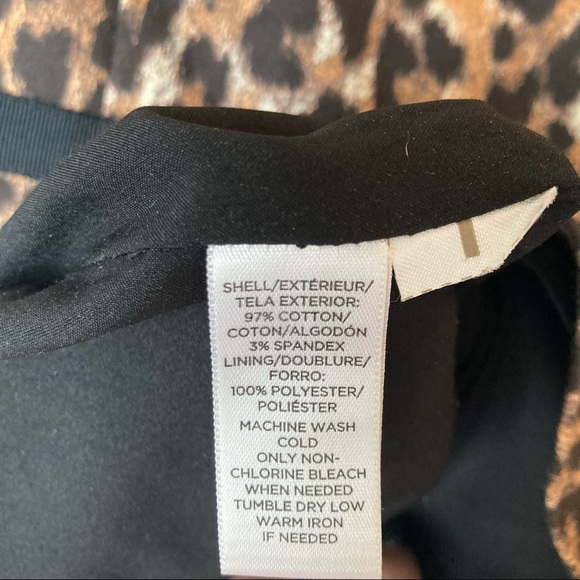 SHELL/EXTÉRIEUR/
TELA EXTERIOR:
97% COTTON/
COTON/ALGODÓN
3% SPANDEX
LINING/DOUBLURE/
FORRO:
100% POLYESTER/
POLIÉSTER
MACHINE WASH
COLD
ONLY NON-
CHLORINE BLEACH
WHEN NEEDED
TUMBLE DRY LOW
WARM IRON
IF NEEDED